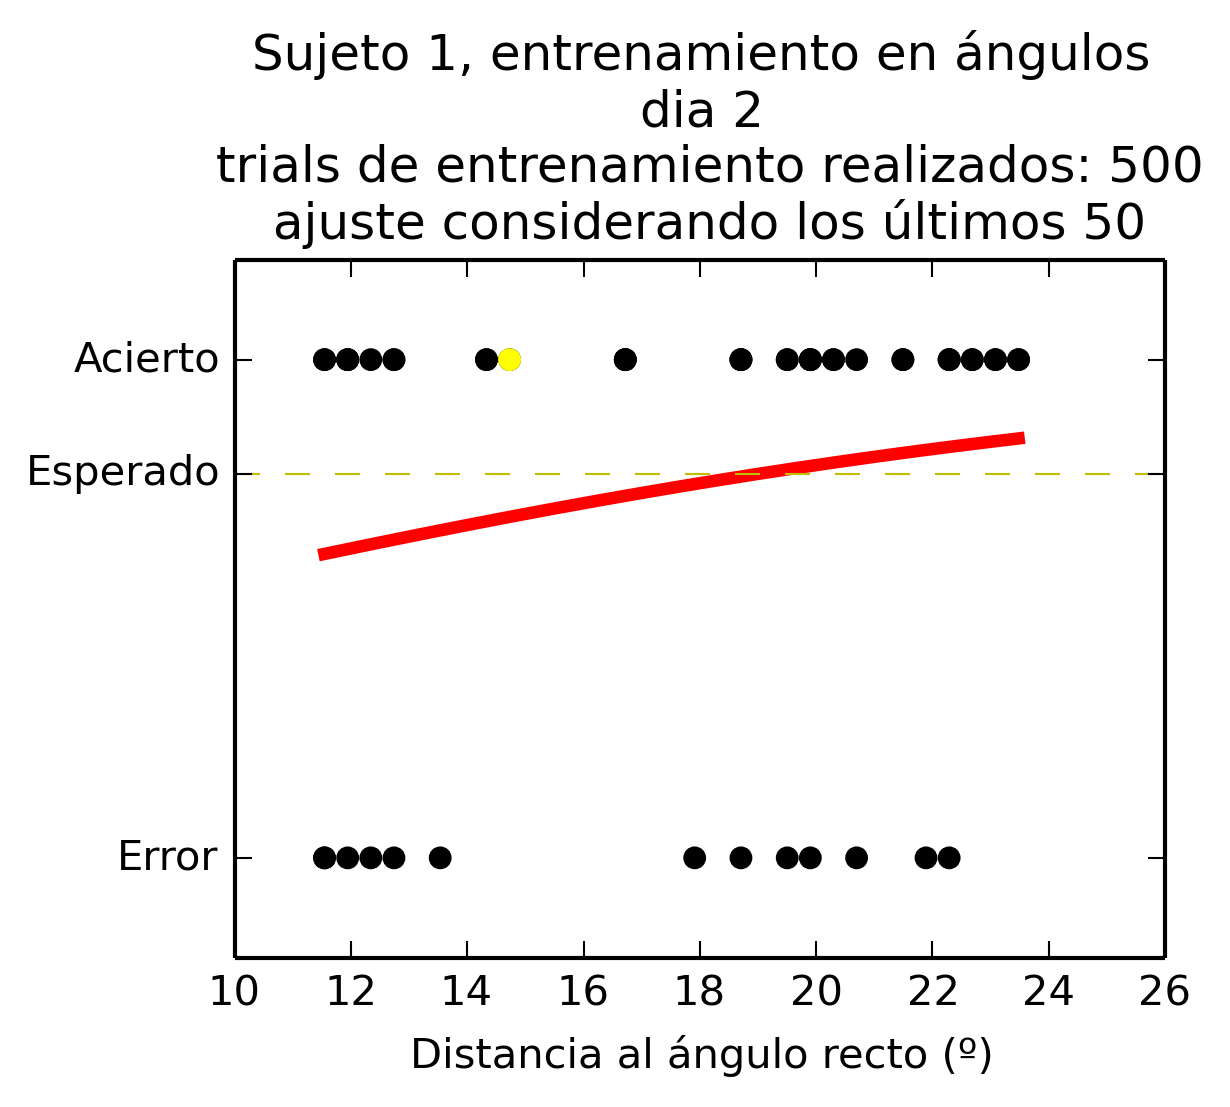 Sujeto 1, entrenamiento en ángulos
dia 2
trials de entrenamiento realizados: 500
ajuste considerando los últimos 50
Acierto
Esperado
Error
10 12 14 16 18 20 22 24 26
Distancia al ángulo recto (º)